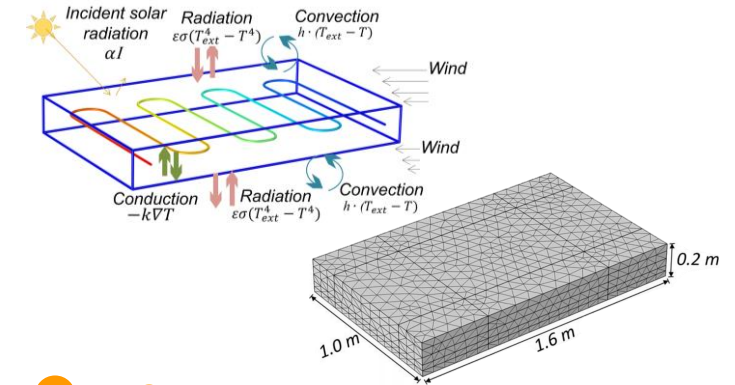 Incident solar
radiation
αI
Radiation
εσ(T⁴ₑₓₜ − T⁴)
Convection
h · (Tₑₓₜ − T)
Wind
Wind
Conduction
−k∇T
Radiation
εσ(T⁴ₑₓₜ − T⁴)
Convection
h · (Tₑₓₜ − T)
0.2 m
1.0 m
1.6 m